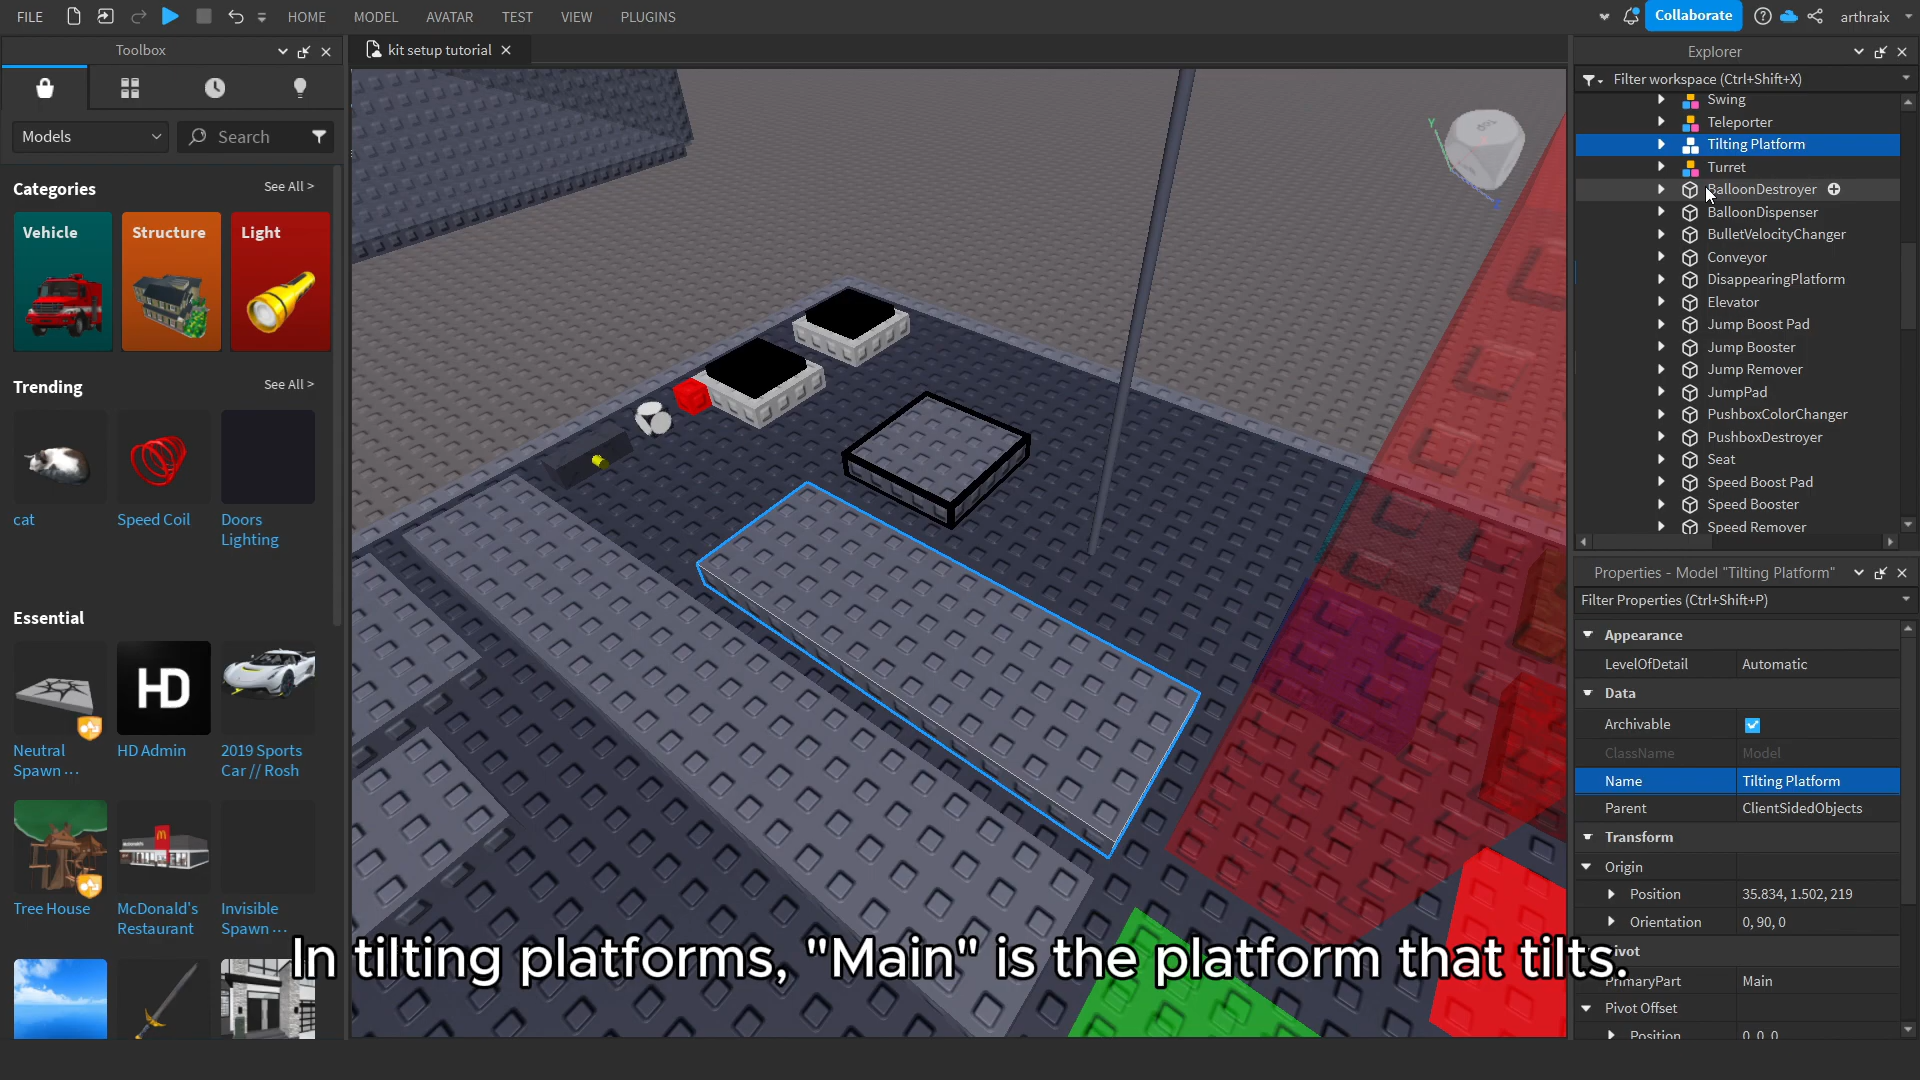 FILE
HOME
MODEL
AVATAR
TEST
VIEW
PLUGINS
Collaborate
arthraix
Toolbox
kit setup tutorial
Explorer
Models
Search
Categories
See All >
Vehicle
Structure
Light
Trending
See All >
cat
Speed Coil
Doors
Lighting
Essential
HD
Neutral
Spawn ...
HD Admin
2019 Sports
Car // Rosh
Tree House
McDonald's
Restaurant
Invisible
Spawn ...
Y
In tilting platforms, "Main" is the platform that tilts.
Filter workspace (Ctrl+Shift+X)
Swing
Teleporter
Tilting Platform
Turret
BalloonDestroyer
BalloonDispenser
BulletVelocityChanger
Conveyor
DisappearingPlatform
Elevator
Jump Boost Pad
Jump Booster
Jump Remover
JumpPad
PushboxColorChanger
PushboxDestroyer
Seat
Speed Boost Pad
Speed Booster
Speed Remover
Properties - Model "Tilting Platform"
Filter Properties (Ctrl+Shift+P)
Appearance
LevelOfDetail Automatic
Data
Archivable
ClassName Model
Name Tilting Platform
Parent ClientSidedObjects
Transform
Origin
Position 35.834, 1.502, 219
Orientation 0, 90, 0
Pivot
PrimaryPart Main
Pivot Offset
Position 0, 0, 0